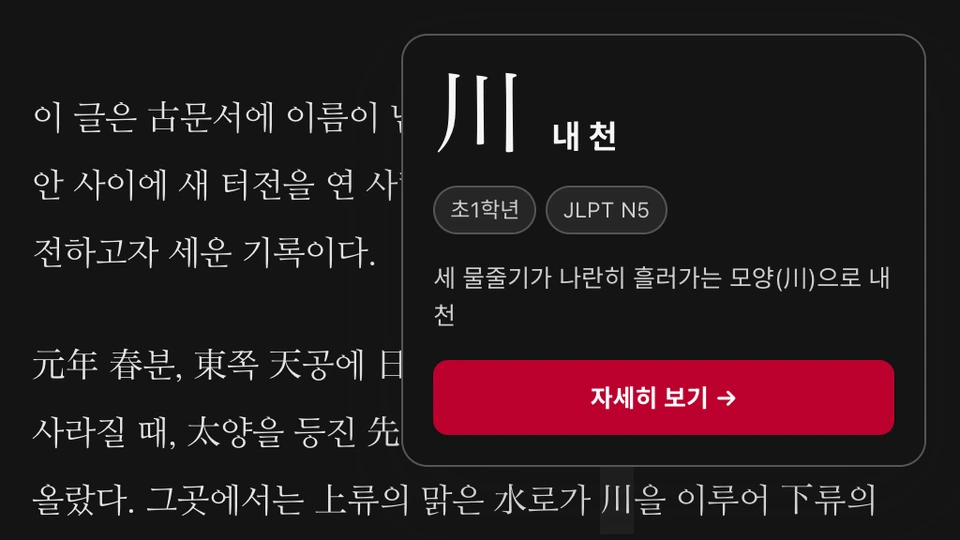 이 글은 古문서에 이름이
안 사이에 새 터전을 연
전하고자 세운 기록이다.
元年 春분, 東쪽 天공에 日
사라질 때, 太양을 등진 先
올랐다. 그곳에서는 上류의 맑은 水로가 川을 이루어 下류의
川 내 천
초1학년 JLPT N5
세 물줄기가 나란히 흘러가는 모양(川)으로 내
천
자세히 보기 →